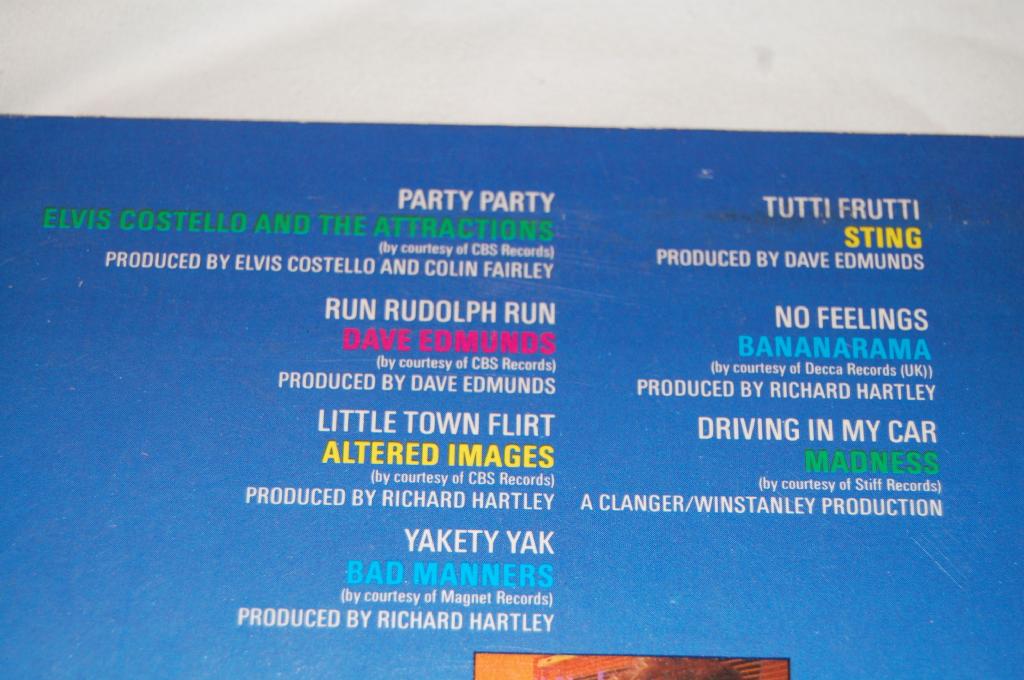 PARTY PARTY
ELVIS COSTELLO AND THE ATTRACTIONS
(by courtesy of CBS Records)
PRODUCED BY ELVIS COSTELLO AND COLIN FAIRLEY
RUN RUDOLPH RUN
DAVE EDMUNDS
(by courtesy of CBS Records)
PRODUCED BY DAVE EDMUNDS
LITTLE TOWN FLIRT
ALTERED IMAGES
(by courtesy of CBS Records)
PRODUCED BY RICHARD HARTLEY
YAKETY YAK
BAD MANNERS
(by courtesy of Magnet Records)
PRODUCED BY RICHARD HARTLEY
TUTTI FRUTTI
STING
PRODUCED BY DAVE EDMUNDS
NO FEELINGS
BANANARAMA
(by courtesy of Decca Records (UK))
PRODUCED BY RICHARD HARTLEY
DRIVING IN MY CAR
MADNESS
(by courtesy of Stiff Records)
A CLANGER/WINSTANLEY PRODUCTION